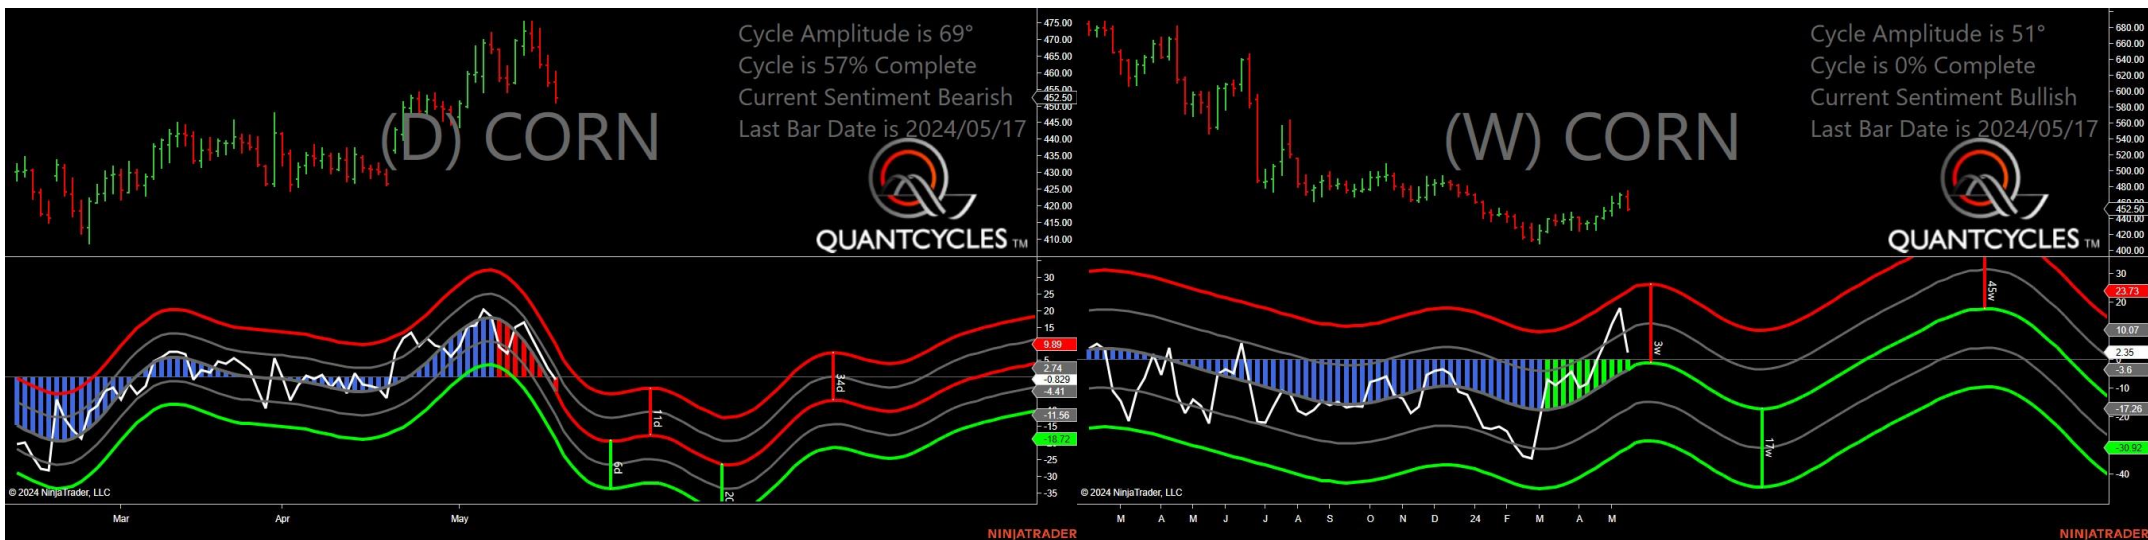 Cycle Amplitude is 69°
Cycle is 57% Complete
Current Sentiment Bearish
Last Bar Date is 2024/05/17
(D) CORN
QUANTCYCLES TM
475.00
470.00
465.00
460.00
455.00
452.50
450.00
445.00
440.00
435.00
430.00
425.00
420.00
415.00
410.00
30
25
20
15
9.89
5
2.74
-0.829
-4.41
-11.56
-15
-18.72
-25
-30
-35
6d
11d
20
34d
© 2024 NinjaTrader, LLC
Mar Apr May
NINJATRADER
Cycle Amplitude is 51°
Cycle is 0% Complete
Current Sentiment Bullish
Last Bar Date is 2024/05/17
(W) CORN
QUANTCYCLES TM
680.00
660.00
640.00
620.00
600.00
580.00
560.00
540.00
520.00
500.00
480.00
452.50
440.00
420.00
400.00
30
23.73
20
10.07
2.35
-3.6
-10
-17.26
-20
-30.92
-40
3w
17w
45w
© 2024 NinjaTrader, LLC
M A M J J A S O N D 24 F M A M
NINJATRADER